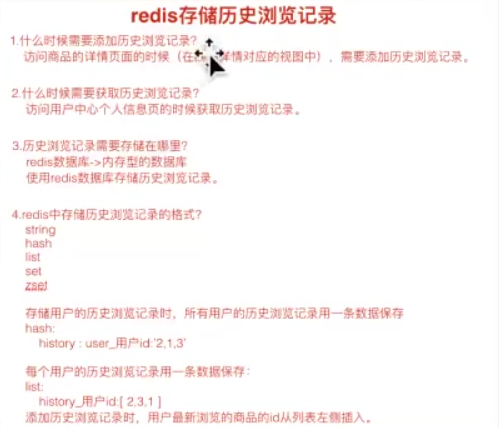 redis存储历史浏览记录
1.什么时候需要添加历史浏览记录?
访问商品的详情页面的时候（在 详情对应的视图中），需要添加历史浏览记录。
2.什么时候需要获取历史浏览记录?
访问用户中心个人信息页的时候获取历史浏览记录。
3.历史浏览记录需要存储在哪里?
redis数据库->内存型的数据库
使用redis数据库存储历史浏览记录。
4.redis中存储历史浏览记录的格式?
string
hash
list
set
zset
存储用户的历史浏览记录时，所有用户的历史浏览记录用一条数据保存
hash:
history : user_用户id:'2,1,3'
每个用户的历史浏览记录用一条数据保存:
list:
history_用户id:[ 2,3,1 ]
添加历史浏览记录时，用户最新浏览的商品的id从列表左侧插入。